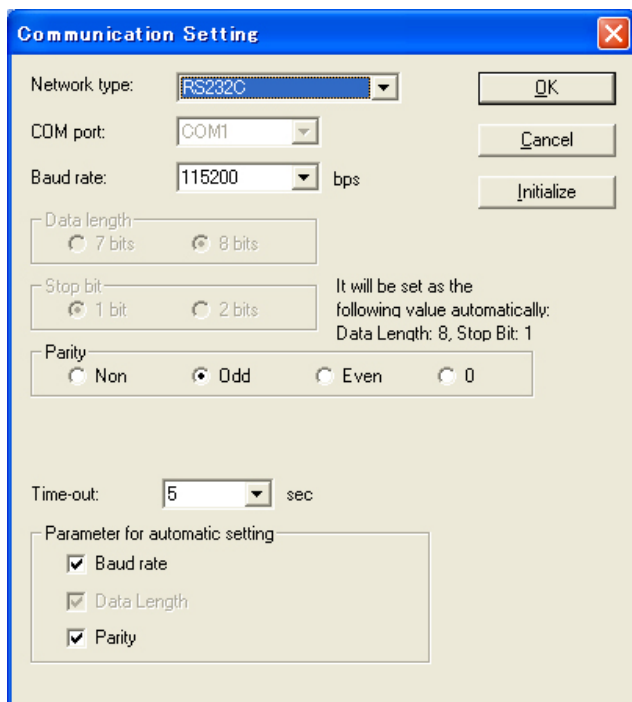 Communication Setting
Network type: RS232C OK
COM port: COM1 Cancel
Baud rate: 115200 bps Initialize
Data length
7 bits 8 bits
Stop bit
1 bit 2 bits
It will be set as the
following value automatically:
Data Length: 8, Stop Bit: 1
Parity
Non Odd Even 0
Time-out: 5 sec
Parameter for automatic setting
Baud rate
Data Length
Parity